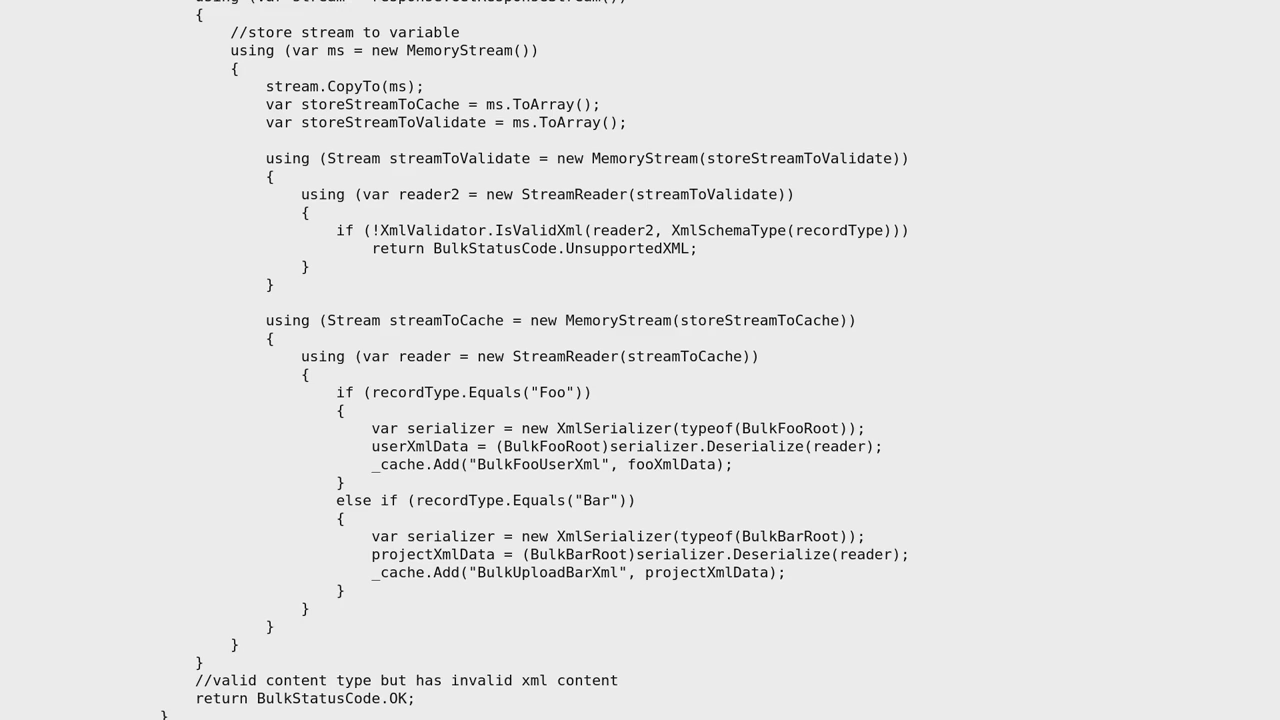 {
//store stream to variable
using (var ms = new MemoryStream())
{
stream.CopyTo(ms);
var storeStreamToCache = ms.ToArray();
var storeStreamToValidate = ms.ToArray();
using (Stream streamToValidate = new MemoryStream(storeStreamToValidate))
{
using (var reader2 = new StreamReader(streamToValidate))
{
if (!XmlValidator.IsValidXml(reader2, XmlSchemaType(recordType)))
return BulkStatusCode.UnsupportedXML;
}
}
using (Stream streamToCache = new MemoryStream(storeStreamToCache))
{
using (var reader = new StreamReader(streamToCache))
{
if (recordType.Equals("Foo"))
{
var serializer = new XmlSerializer(typeof(BulkFooRoot));
userXmlData = (BulkFooRoot)serializer.Deserialize(reader);
_cache.Add("BulkFooUserXml", fooXmlData);
}
else if (recordType.Equals("Bar"))
{
var serializer = new XmlSerializer(typeof(BulkBarRoot));
projectXmlData = (BulkBarRoot)serializer.Deserialize(reader);
_cache.Add("BulkUploadBarXml", projectXmlData);
}
}
}
}
}
//valid content type but has invalid xml content
return BulkStatusCode.OK;
}